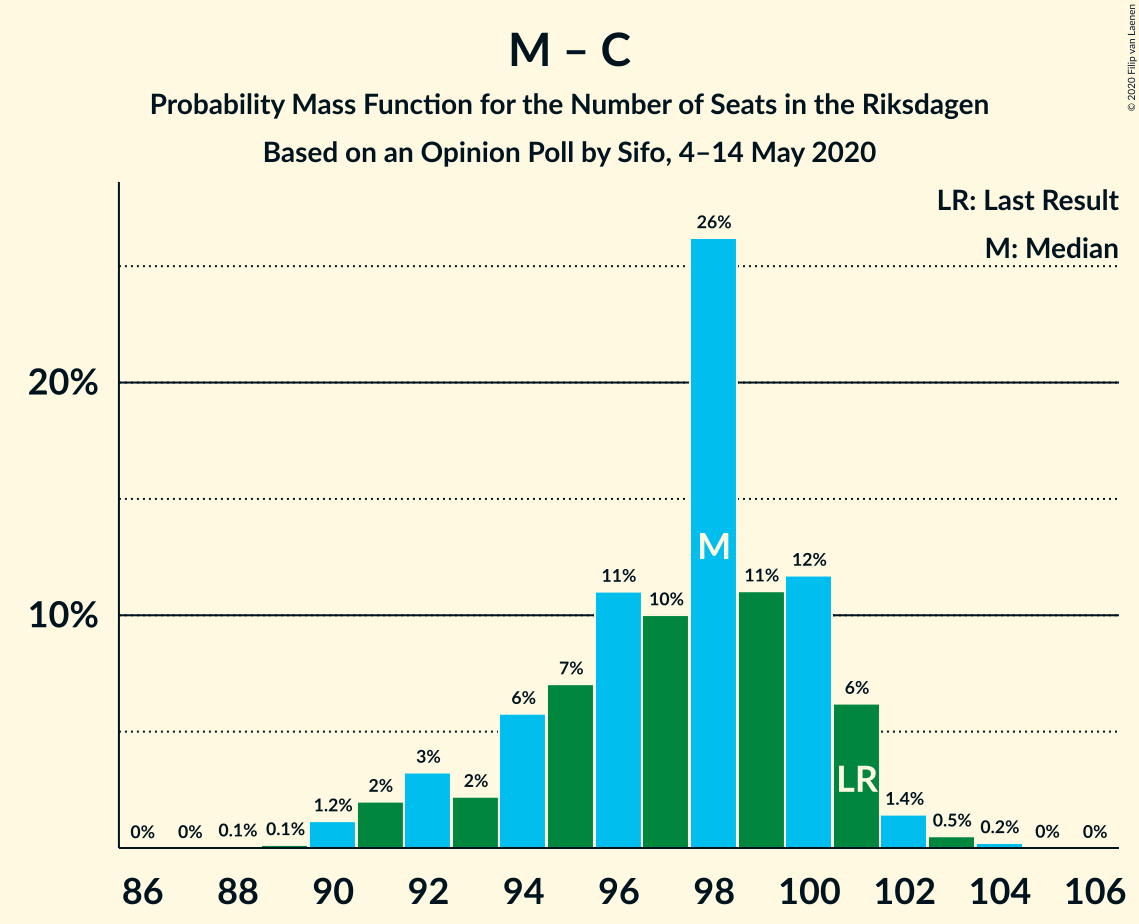 M – C
Probability Mass Function for the Number of Seats in the Riksdagen
Based on an Opinion Poll by Sifo, 4–14 May 2020
© 2020 Filip van Laenen
LR: Last Result
M: Median
20%
10%
0%
0%
0.1%
0.1%
1.2%
2%
3%
2%
6%
7%
11%
10%
26%
11%
12%
6%
1.4%
0.5%
0.2%
0%
0%
M
LR
86 88 90 92 94 96 98 100 102 104 106